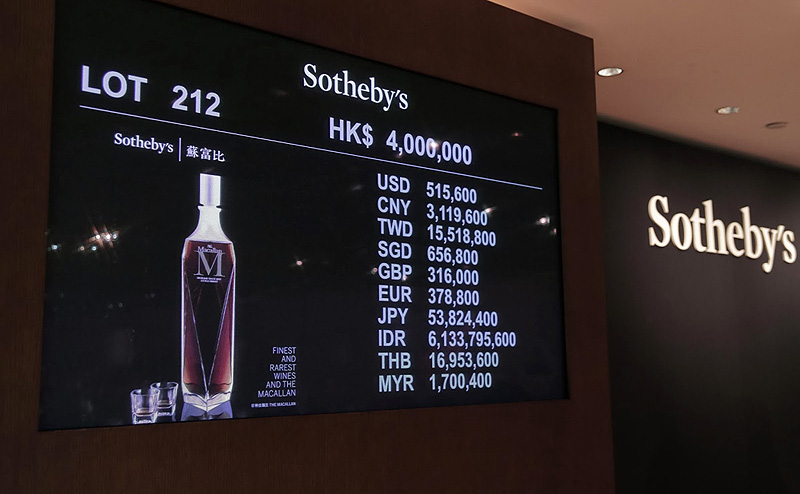 Sotheby's
LOT 212
HK$ 4,000,000
Sotheby's | 蘇富比
USD 515,600
CNY 3,119,600
TWD 15,518,800
SGD 656,800
GBP 316,000
EUR 378,800
JPY 53,824,400
IDR 6,133,795,600
THB 16,953,600
MYR 1,700,400
Macallan
M
FINEST
AND
RAREST
WINES
AND THE
MACALLAN
THE MACALLAN
Sotheby's